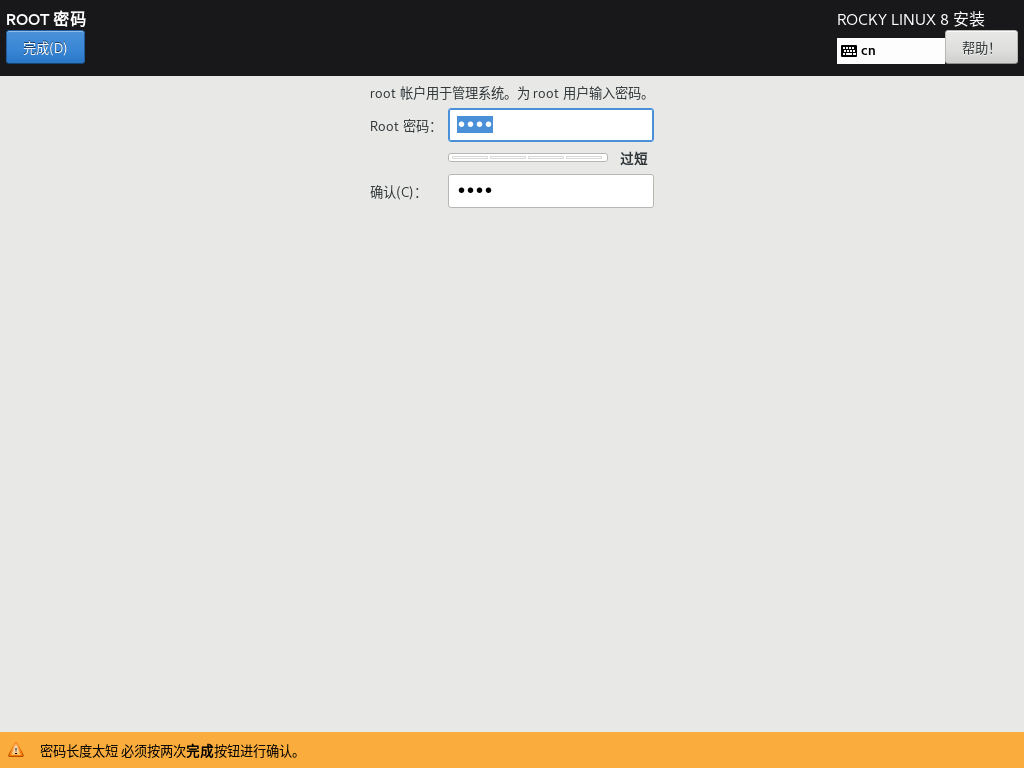 ROOT 密码
ROCKY LINUX 8 安装
完成(D)
cn
帮助！
root 帐户用于管理系统。为 root 用户输入密码。
Root 密码：
••••
过短
确认(C)：
••••
密码长度太短 必须按两次完成按钮进行确认。